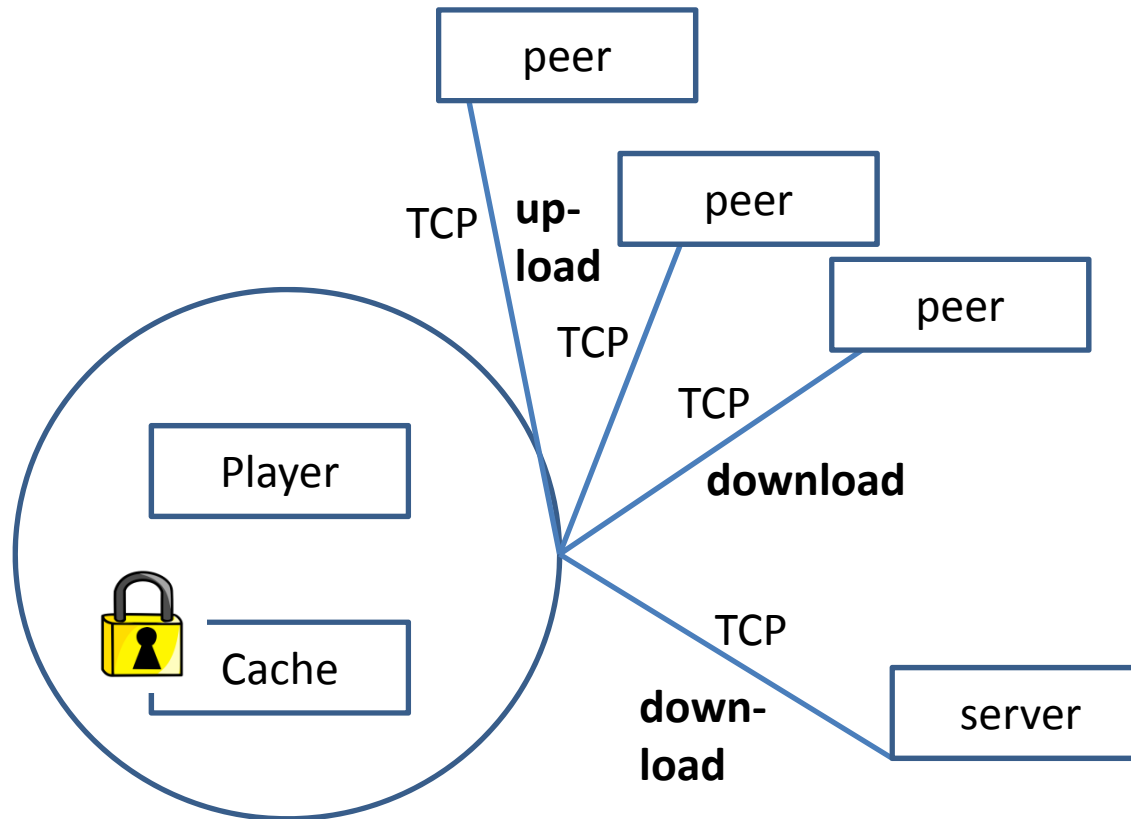 peer
peer
TCP
up-
load
peer
TCP
TCP
Player
download
TCP
Cache
server
down-
load